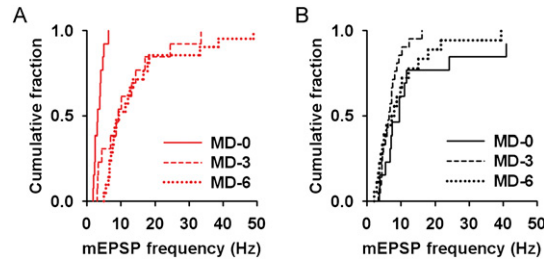 A
Cumulative fraction
1.0
0.5
0.0
MD-0
MD-3
MD-6
0 10 20 30 40 50
mEPSP frequency (Hz)
B
Cumulative fraction
1.0
0.5
0.0
MD-0
MD-3
MD-6
0 10 20 30 40 50
mEPSP frequency (Hz)